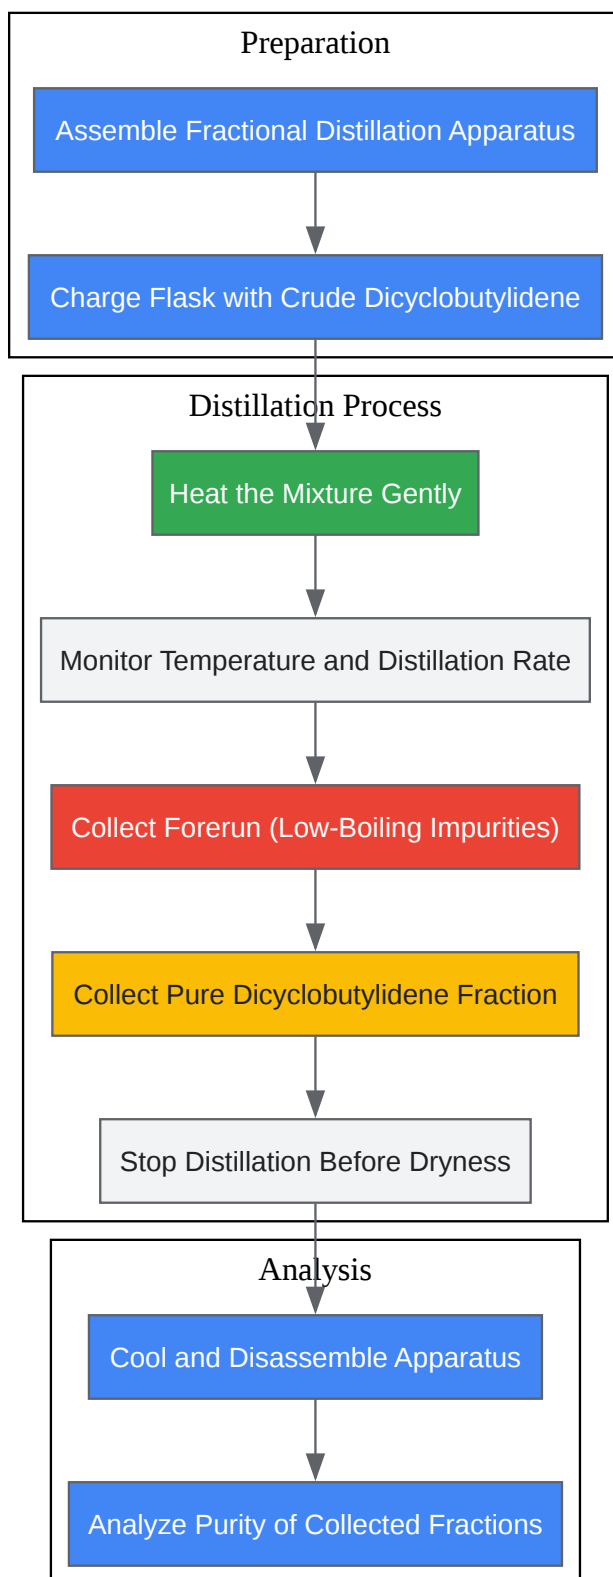 Preparation
Assemble Fractional Distillation Apparatus
Charge Flask with Crude Dicyclobutylidene
Distillation Process
Heat the Mixture Gently
Monitor Temperature and Distillation Rate
Collect Forerun (Low-Boiling Impurities)
Collect Pure Dicyclobutylidene Fraction
Stop Distillation Before Dryness
Analysis
Cool and Disassemble Apparatus
Analyze Purity of Collected Fractions